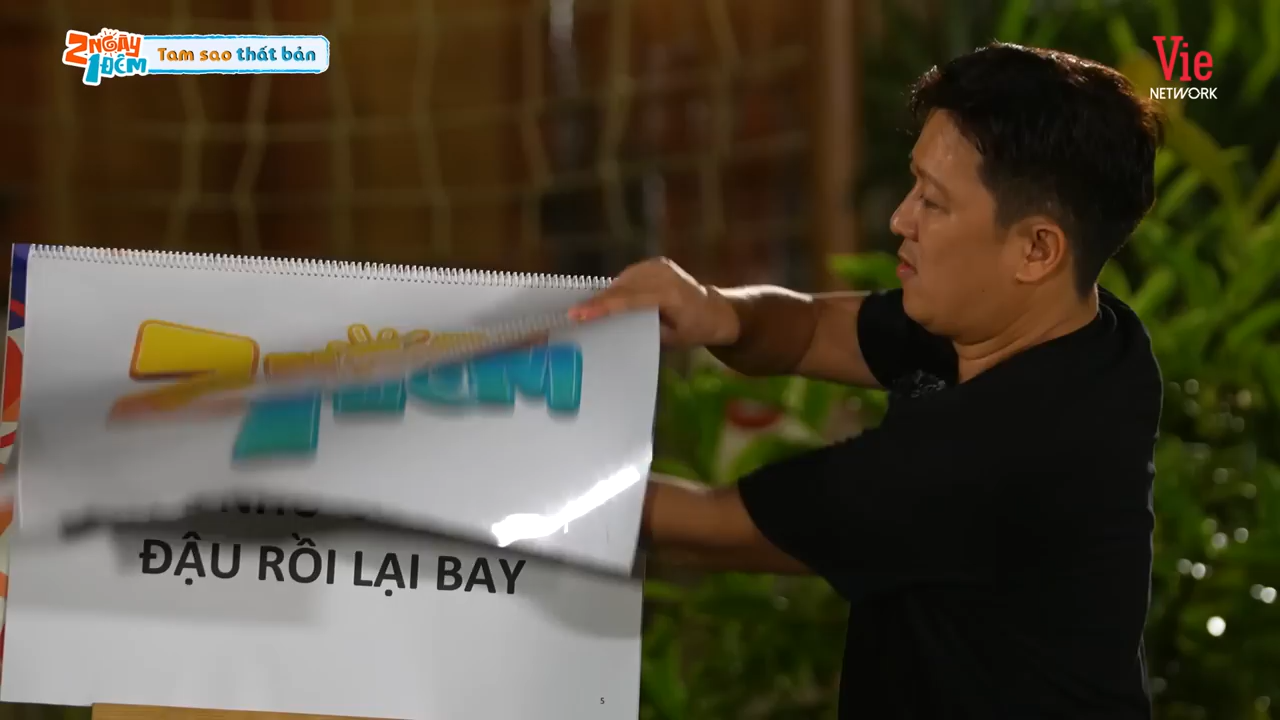 2 NGÀY
1 ĐÊM
Tam sao thất bản
Vie
NETWORK
ĐẬU RỒI LẠI BAY
5